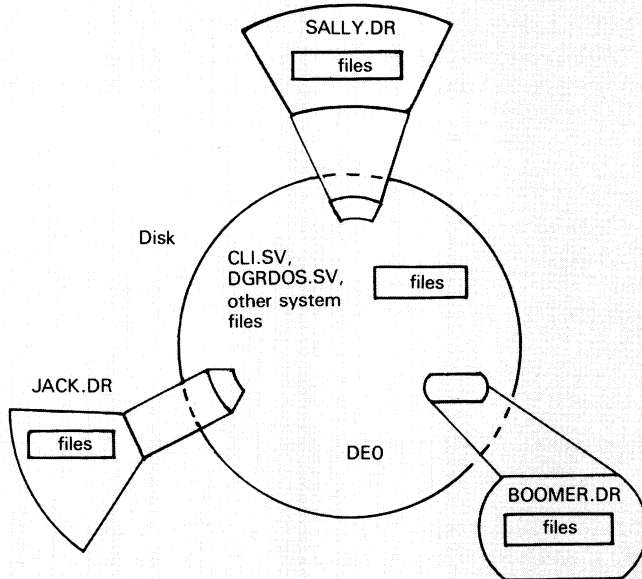 SALLY.DR
files
Disk
CLI.SV,
DGRDOS.SV,
other system
files
files
JACK.DR
files
DE0
BOOMER.DR
files